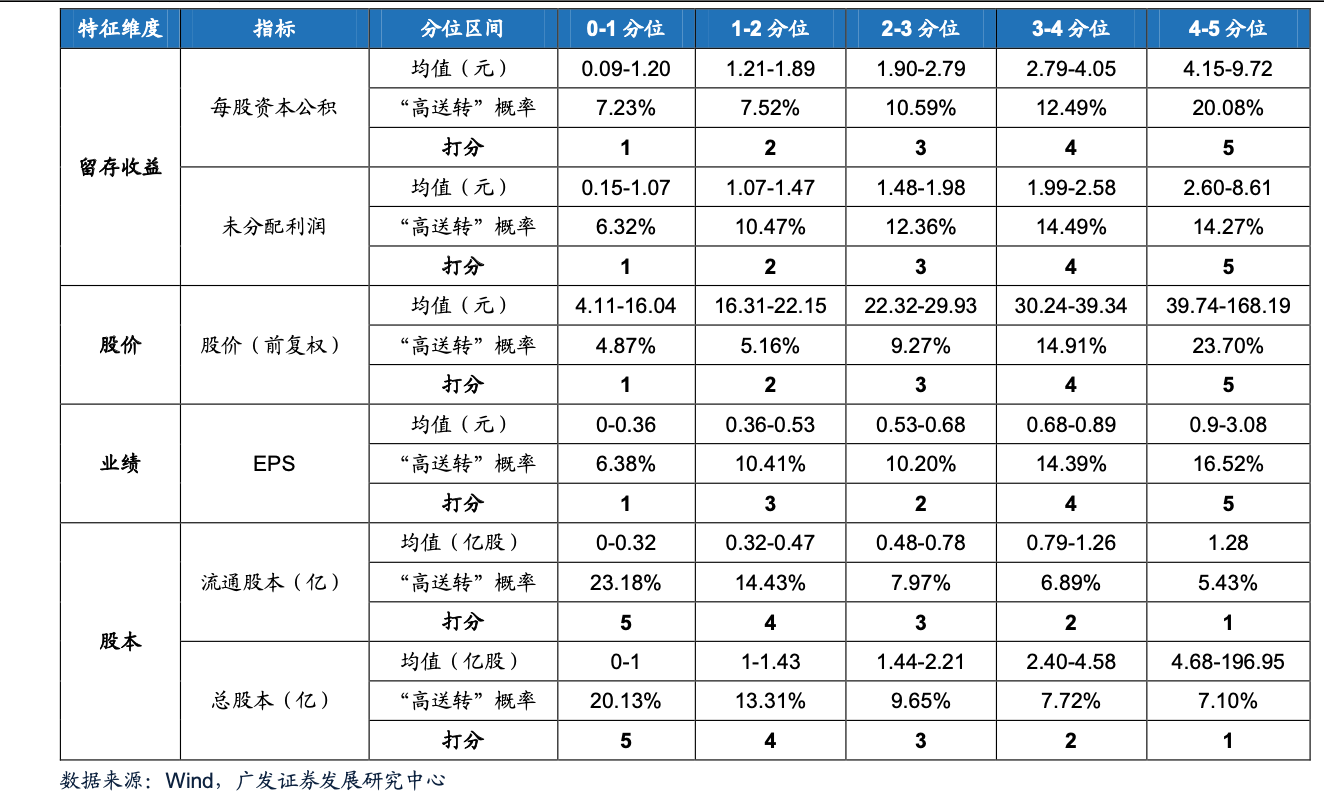 特征维度 指标 分位区间 0-1 分位 1-2 分位 2-3 分位 3-4 分位 4-5 分位
留存收益 每股资本公积 均值（元） 0.09-1.20 1.21-1.89 1.90-2.79 2.79-4.05 4.15-9.72
“高送转”概率 7.23% 7.52% 10.59% 12.49% 20.08%
打分 1 2 3 4 5
未分配利润 均值（元） 0.15-1.07 1.07-1.47 1.48-1.98 1.99-2.58 2.60-8.61
“高送转”概率 6.32% 10.47% 12.36% 14.49% 14.27%
打分 1 2 3 4 5
股价 股价（前复权） 均值（元） 4.11-16.04 16.31-22.15 22.32-29.93 30.24-39.34 39.74-168.19
“高送转”概率 4.87% 5.16% 9.27% 14.91% 23.70%
打分 1 2 3 4 5
业绩 EPS 均值（元） 0-0.36 0.36-0.53 0.53-0.68 0.68-0.89 0.9-3.08
“高送转”概率 6.38% 10.41% 10.20% 14.39% 16.52%
打分 1 3 2 4 5
股本 流通股本（亿） 均值（亿股） 0-0.32 0.32-0.47 0.48-0.78 0.79-1.26 1.28
“高送转”概率 23.18% 14.43% 7.97% 6.89% 5.43%
打分 5 4 3 2 1
总股本（亿） 均值（亿股） 0-1 1-1.43 1.44-2.21 2.40-4.58 4.68-196.95
“高送转”概率 20.13% 13.31% 9.65% 7.72% 7.10%
打分 5 4 3 2 1
数据来源：Wind，广发证券发展研究中心